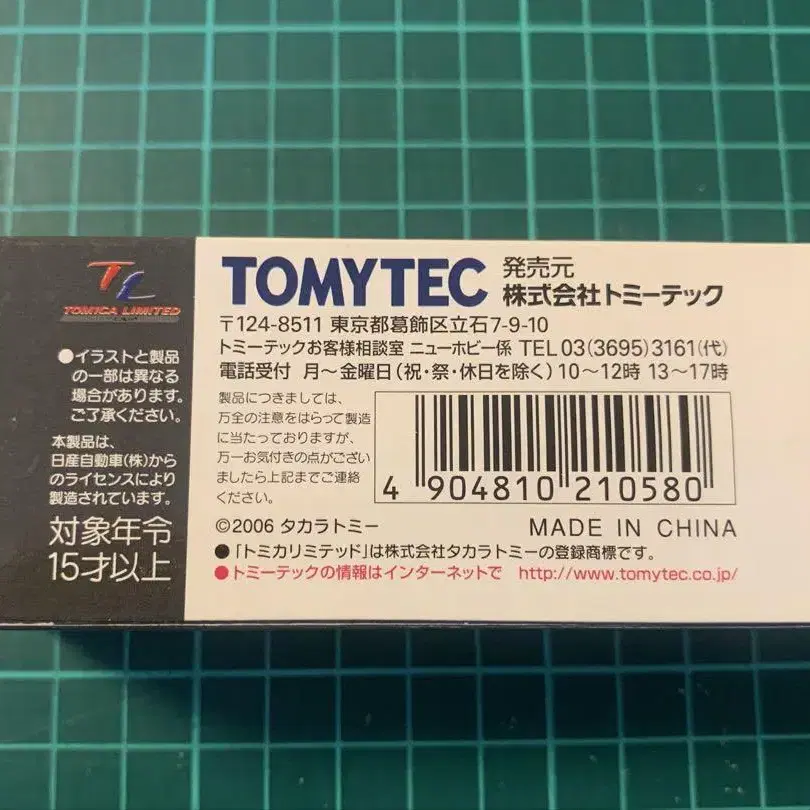 TL
TOMICA LIMITED
●イラストと製品
の一部は異なる
場合があります。
ご了承ください。
本製品は、
日産自動車(株)から
のライセンスにより
製造されています。
対象年令
15才以上
TOMYTEC 発売元
株式会社トミーテック
〒124-8511 東京都葛飾区立石7-9-10
トミーテックお客様相談室 ニューホビー係 TEL 03(3695)3161(代)
電話受付 月〜金曜日(祝・祭・休日を除く)10〜12時 13〜17時
製品につきましては、
万全の注意をはらって製造
に当たっておりますが、
万一お気付きの点がござい
ましたら上記までご連絡
ください。
4 904810 210580
©2006 タカラトミー MADE IN CHINA
●「トミカリミテッド」は株式会社タカラトミーの登録商標です。
●トミーテックの情報はインターネットで http://www.tomytec.co.jp/